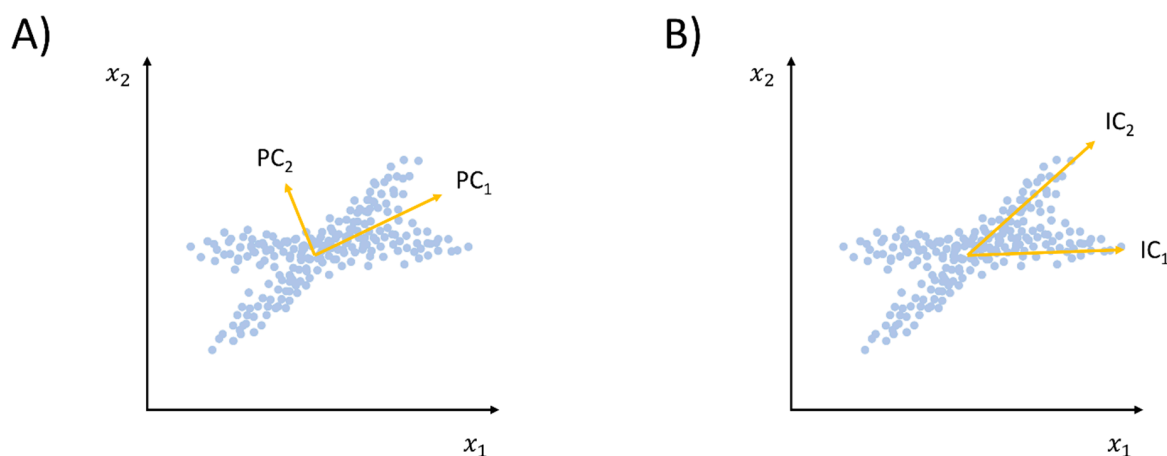 A)
x₂
PC₂
PC₁
x₁
B)
x₂
IC₂
IC₁
x₁